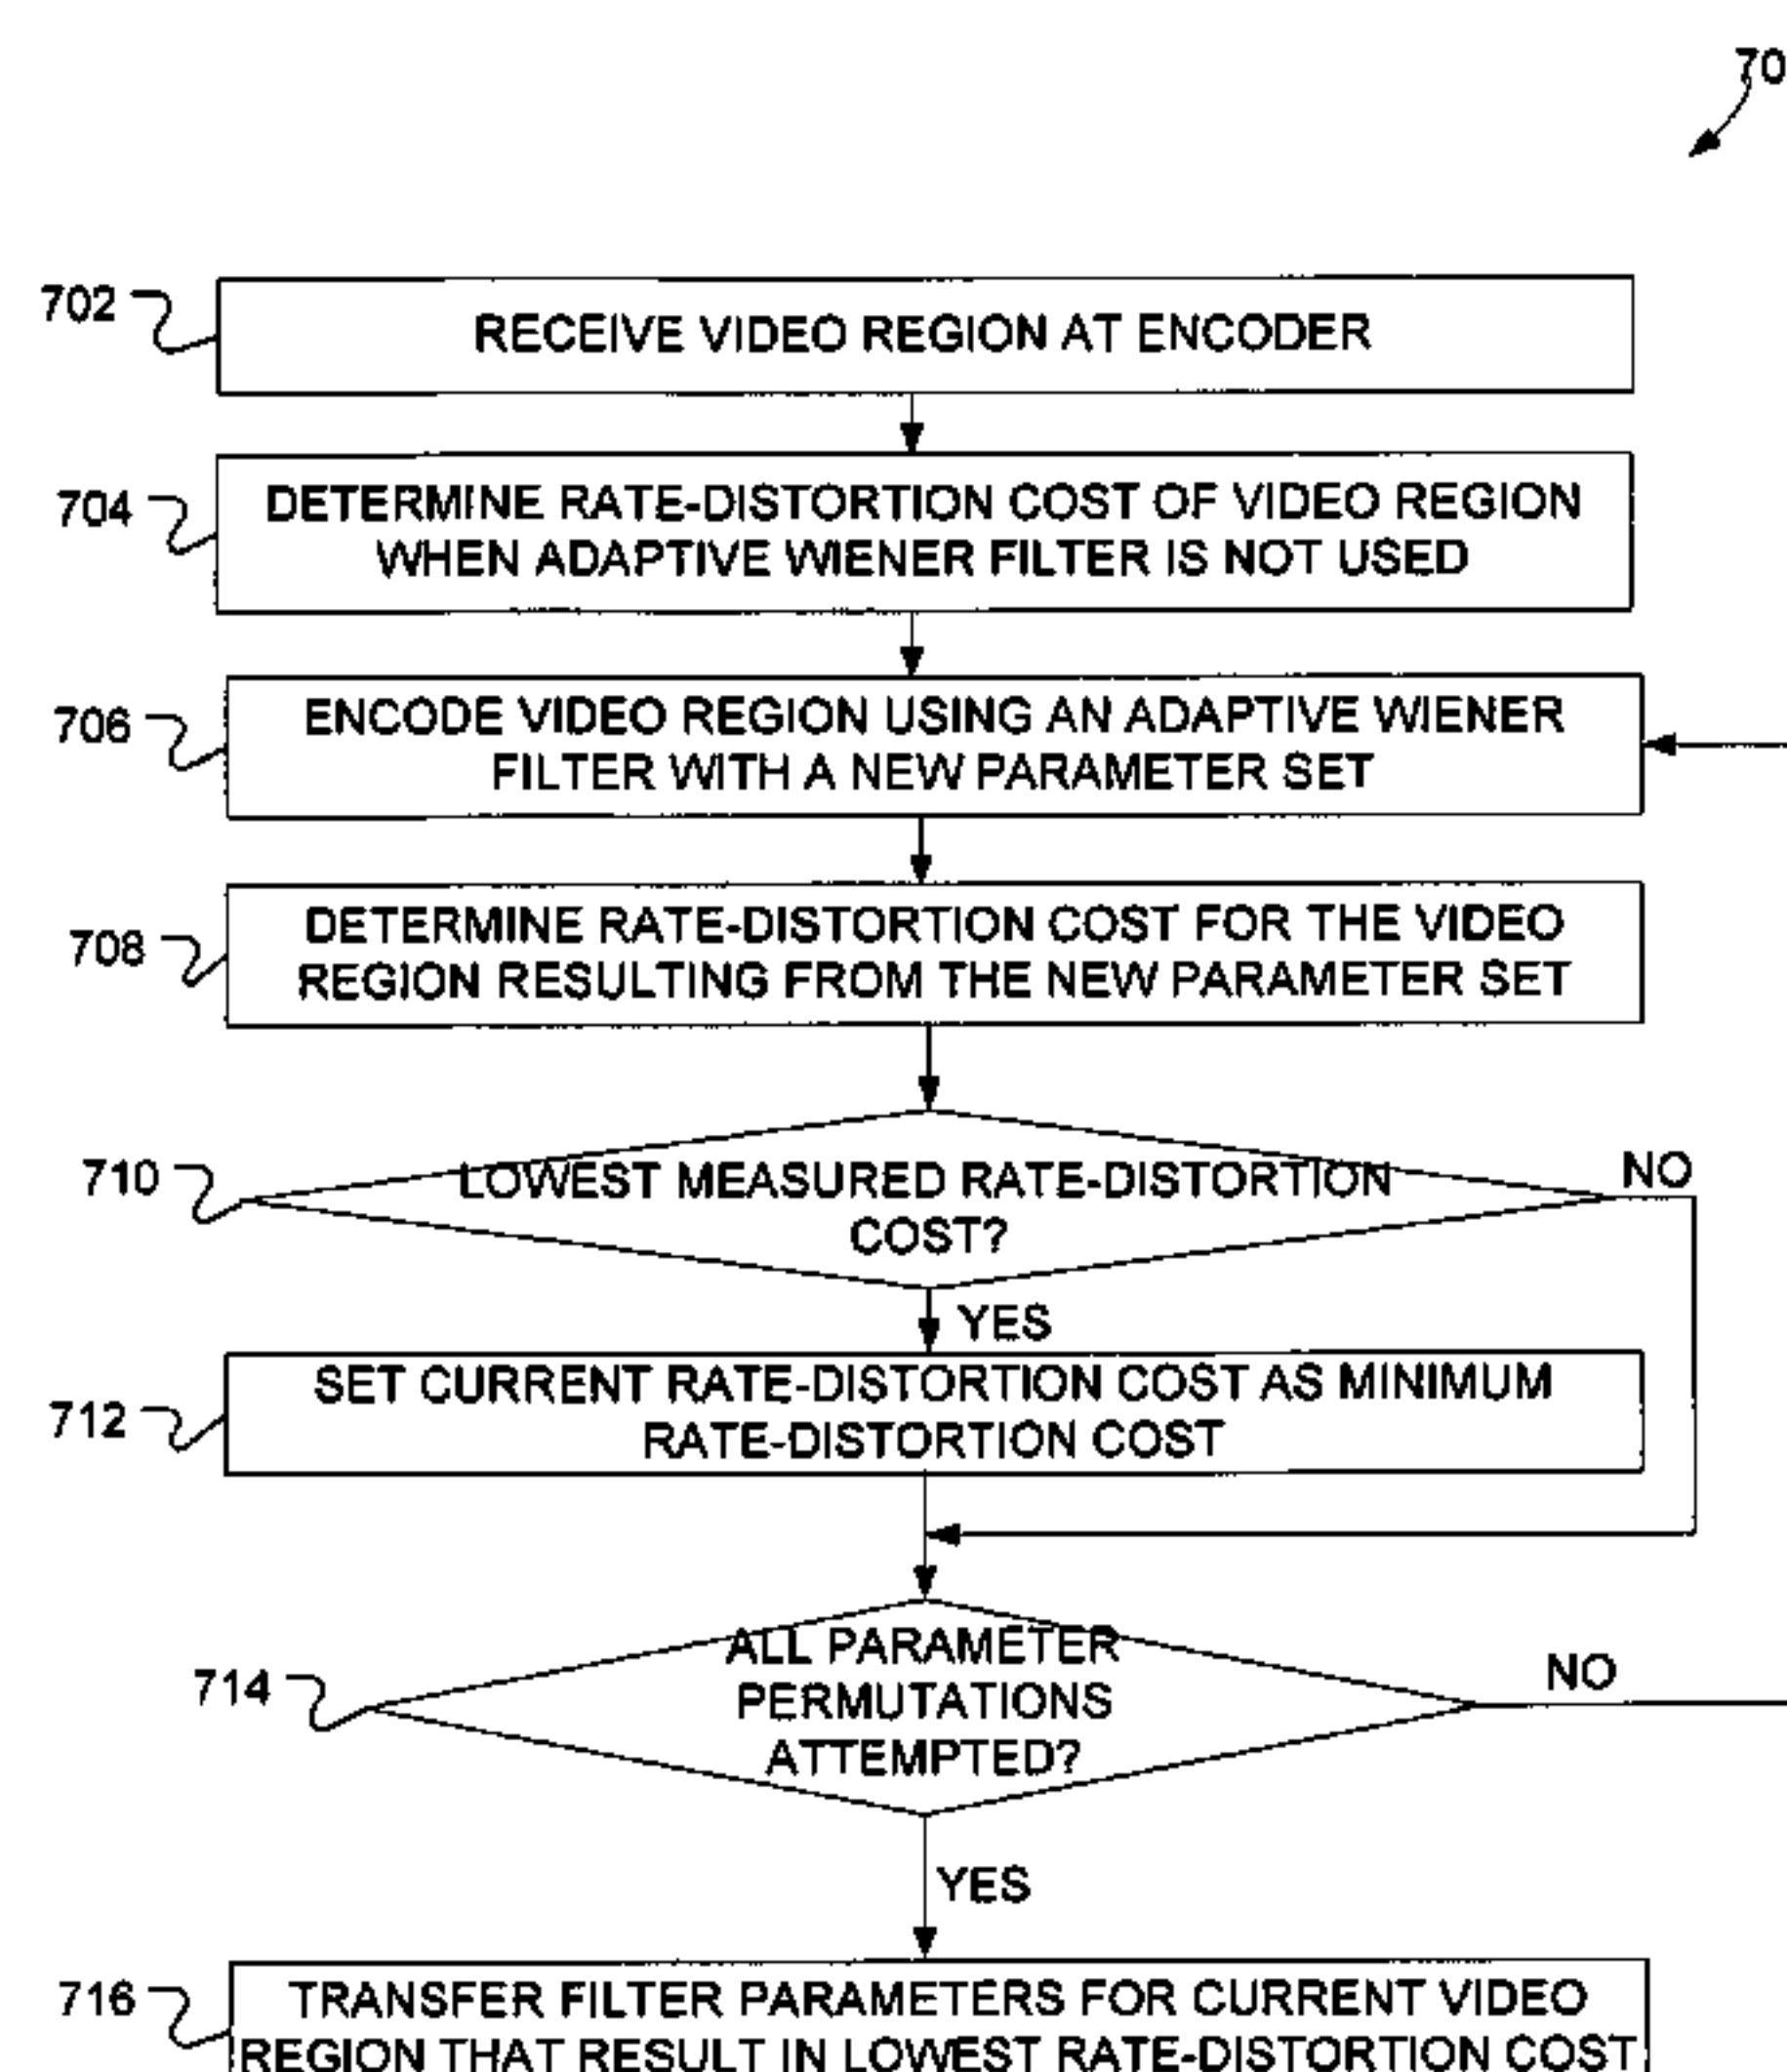 70
702
RECEIVE VIDEO REGION AT ENCODER
704
DETERMINE RATE-DISTORTION COST OF VIDEO REGION
WHEN ADAPTIVE WIENER FILTER IS NOT USED
706
ENCODE VIDEO REGION USING AN ADAPTIVE WIENER
FILTER WITH A NEW PARAMETER SET
708
DETERMINE RATE-DISTORTION COST FOR THE VIDEO
REGION RESULTING FROM THE NEW PARAMETER SET
710
LOWEST MEASURED RATE-DISTORTION
COST?
NO
YES
712
SET CURRENT RATE-DISTORTION COST AS MINIMUM
RATE-DISTORTION COST
714
ALL PARAMETER
PERMUTATIONS
ATTEMPTED?
NO
YES
716
TRANSFER FILTER PARAMETERS FOR CURRENT VIDEO
REGION THAT RESULT IN LOWEST RATE-DISTORTION COST